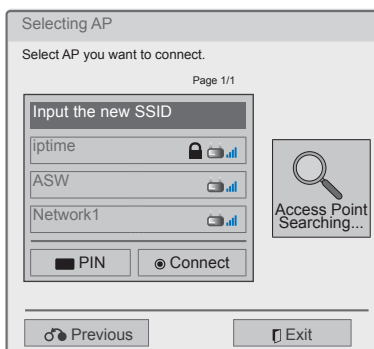 Selecting AP
Select AP you want to connect.
Page 1/1
Input the new SSID
iptime
ASW
Network1
Access Point
Searching...
PIN
Connect
Previous
Exit